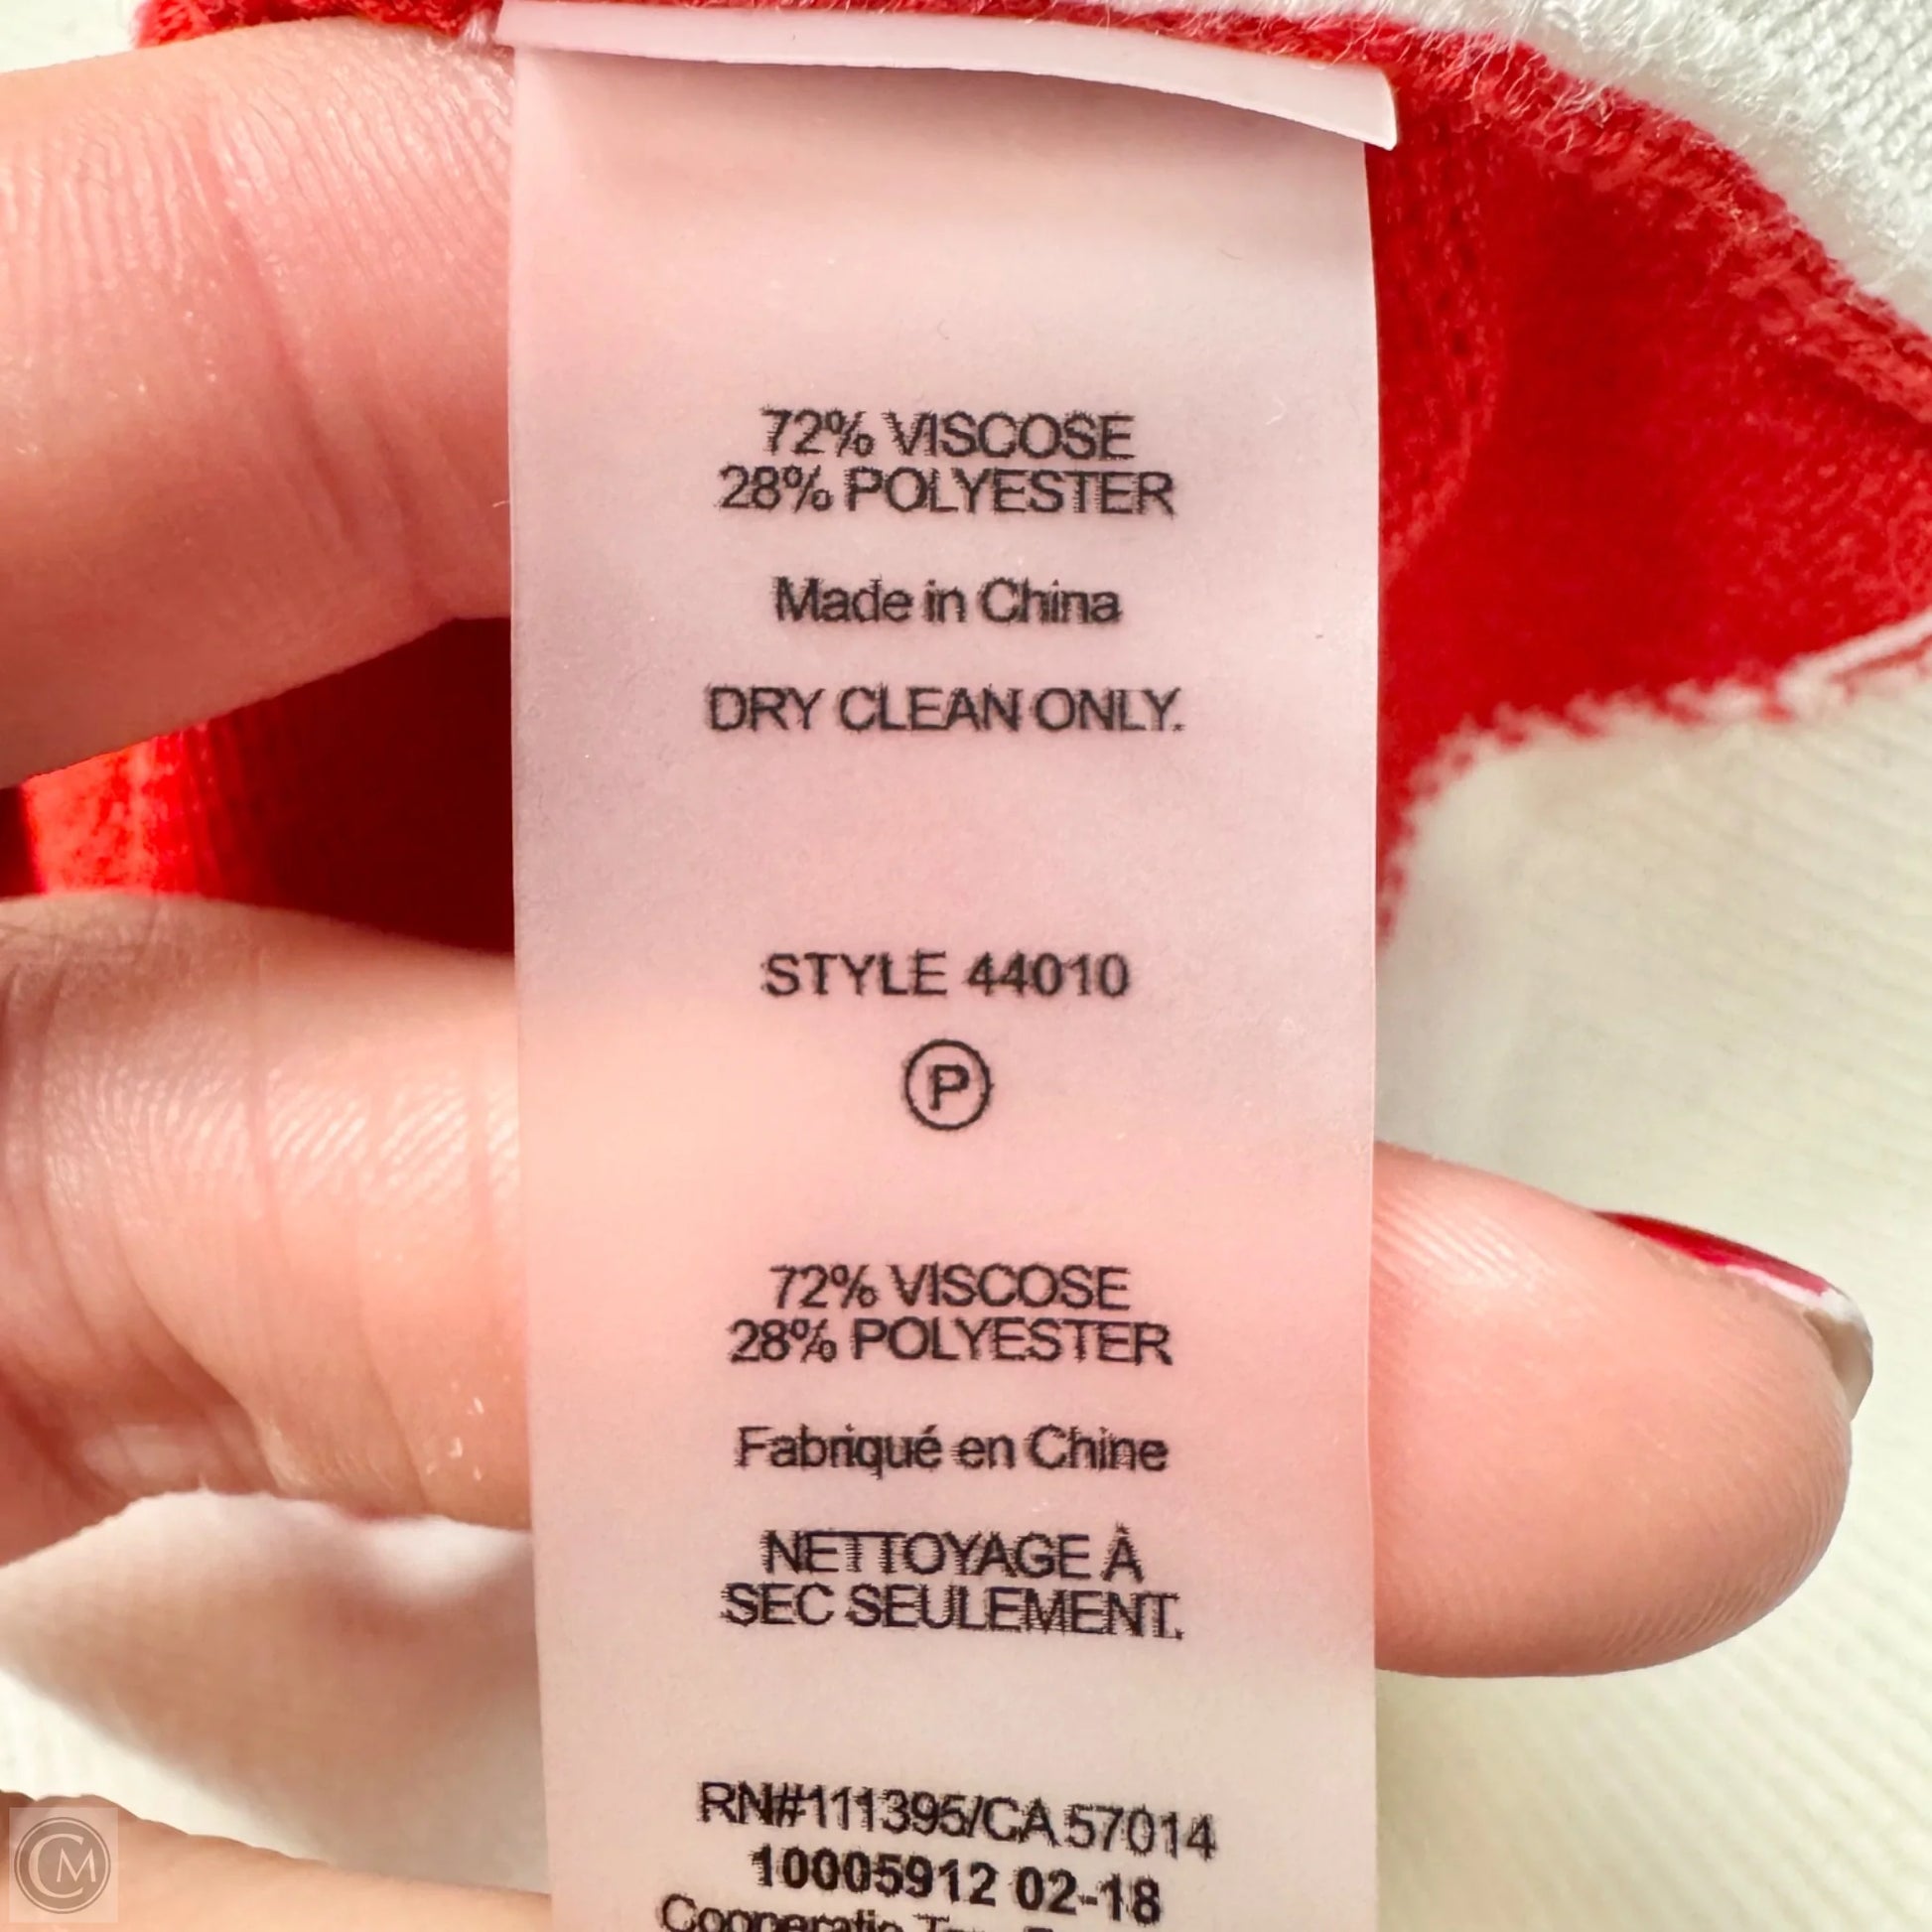 72% VISCOSE
28% POLYESTER
Made in China
DRY CLEAN ONLY.
STYLE 44010
P
72% VISCOSE
28% POLYESTER
Fabriqué en Chine
NETTOYAGE À
SEC SEULEMENT.
RN#111395/CA 57014
10005912 02-18
CM